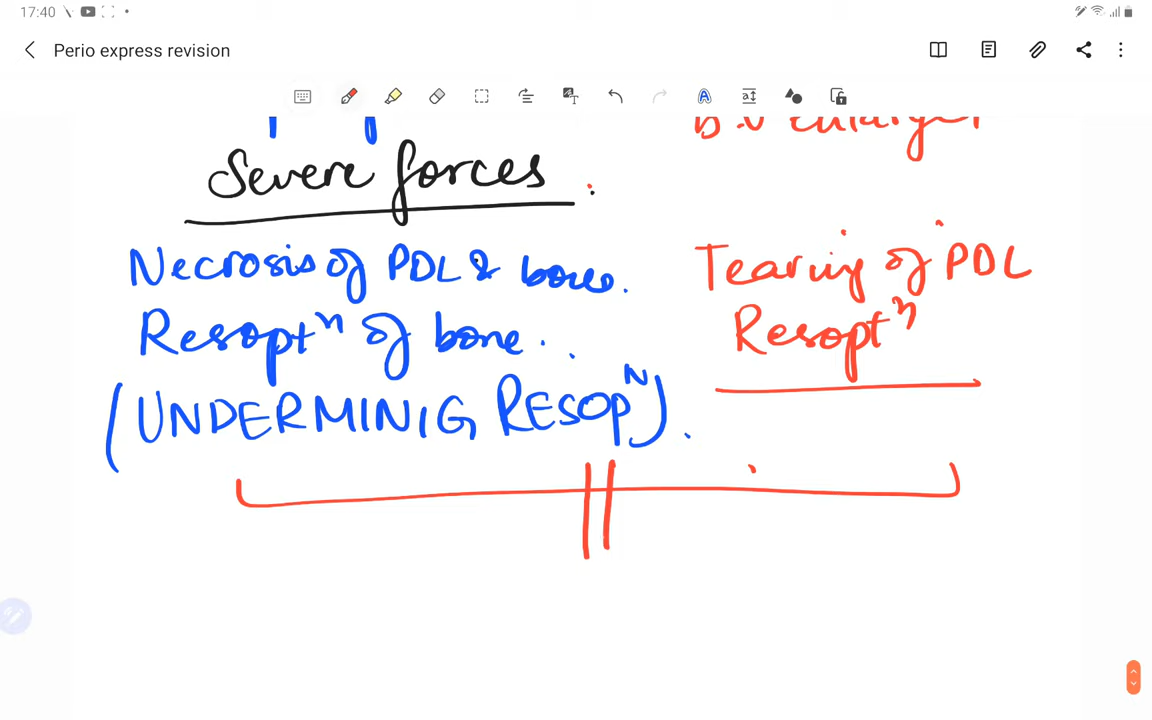 17:40
Perio express revision
B.V enlarged
Severe forces
Necrosis of PDL & bone.
Tearing of PDL
Resoptⁿ of bone.
Resoptⁿ
(UNDERMINIG RESOPᴺ).